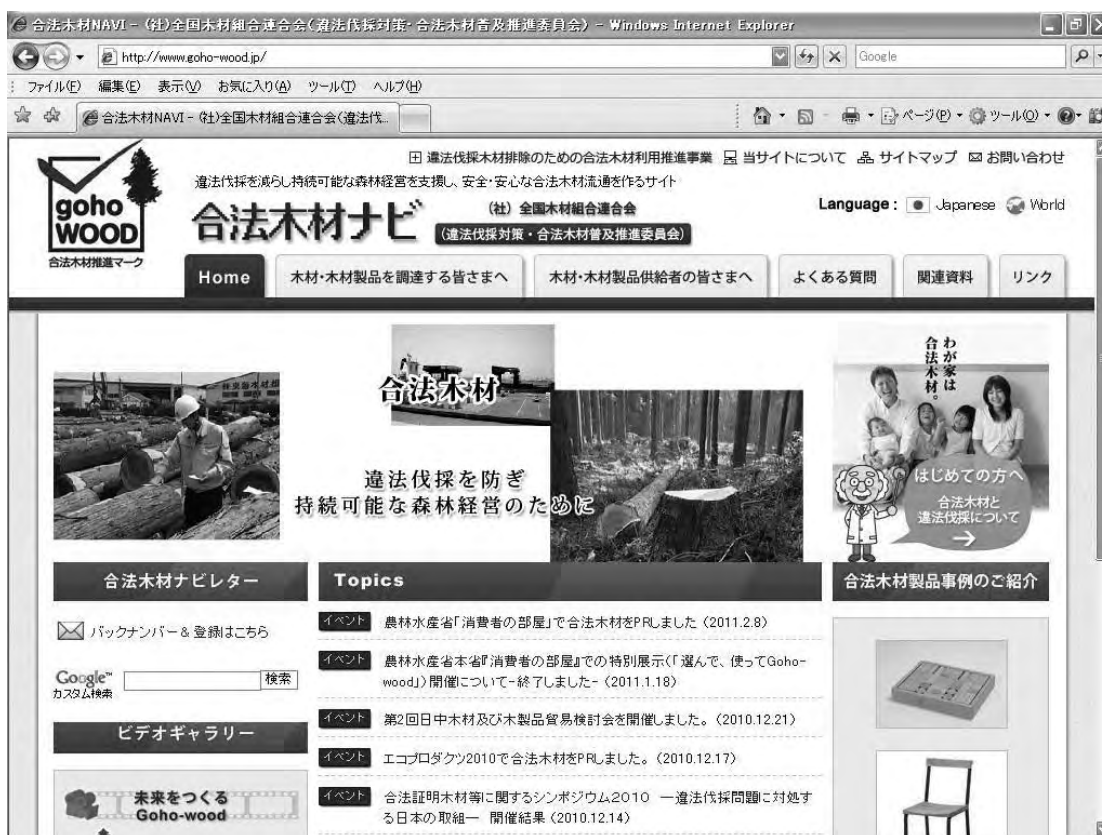 合法木材NAVI - (社)全国木材組合連合会(違法伐採対策・合法木材普及推進委員会) - Windows Internet Explorer
http://www.goho-wood.jp/
Google
ファイル(F) 編集(E) 表示(V) お気に入り(A) ツール(T) ヘルプ(H)
合法木材NAVI - (社)全国木材組合連合会(違法伐...
ページ(P) ツール(O)
違法伐採木材排除のための合法木材利用推進事業 当サイトについて サイトマップ お問い合わせ
違法伐採を減らし持続可能な森林経営を支援し、安全・安心な合法木材流通を作るサイト
goho
WOOD
合法木材推進マーク
合法木材ナビ
(社) 全国木材組合連合会
(違法伐採対策・合法木材普及推進委員会)
Language : Japanese World
Home 木材・木材製品を調達する皆さまへ 木材・木材製品供給者の皆さまへ よくある質問 関連資料 リンク
合法木材
違法伐採を防ぎ
持続可能な森林経営のために
わが家は
合法木材。
はじめての方へ
合法木材と
違法伐採について
合法木材ナビレター
バックナンバー & 登録はこちら
Google™
カスタム検索
検索
ビデオギャラリー
未来をつくる
Goho-wood
Topics
イベント 農林水産省「消費者の部屋」で合法木材をPRしました (2011.2.8)
イベント 農林水産省本省『消費者の部屋』での特別展示(「選んで、使ってGoho-
wood」)開催について-終了しました- (2011.1.18)
イベント 第2回日中木材及び木製品貿易検討会を開催しました。(2010.12.21)
イベント エコプロダクツ2010で合法木材をPRしました。(2010.12.17)
イベント 合法証明木材等に関するシンポジウム2010 ―違法伐採問題に対処す
る日本の取組― 開催結果 (2010.12.14)
合法木材製品事例のご紹介